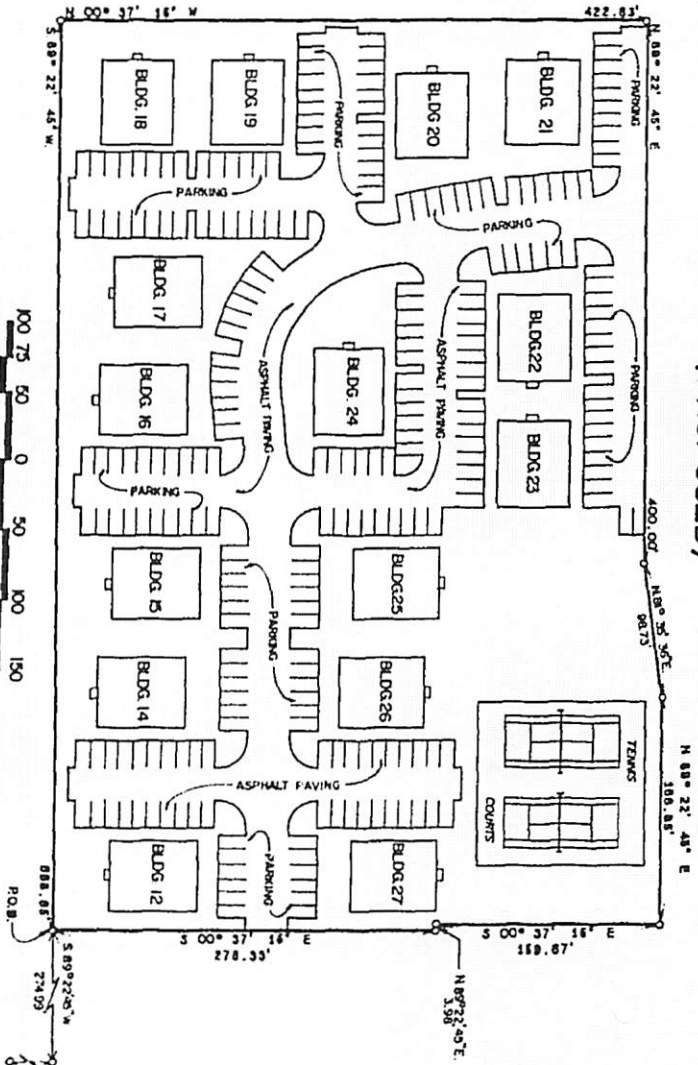 N 00° 37' 16" W
422.83'
S 89° 22' 45" W.
N 89° 22' 45" E
BLDG. 18
BLDG. 19
PARKING
BLDG. 20
BLDG. 21
PARKING
PARKING
PARKING
BLDG. 17
ASPHALT PAVING
BLDG. 24
ASPHALT PAVING
BLDG. 22
PARKING
BLDG. 16
BLDG. 23
PARKING
400.00'
N. 81° 35' 36" E.
98.73'
BLDG. 15
PARKING
BLDG. 25
BLDG. 14
BLDG. 26
TENNIS
COURTS
N 89° 22' 45" E
188.85'
ASPHALT PAVING
BLDG. 12
PARKING
BLDG. 27
S 00° 37' 16" E
278.33'
S 00° 37' 16" E
159.67'
N 89° 22' 45" E.
3.98'
P.O.B.
S 89° 22' 45" W
274.99
100 75 50 0 50 100 150